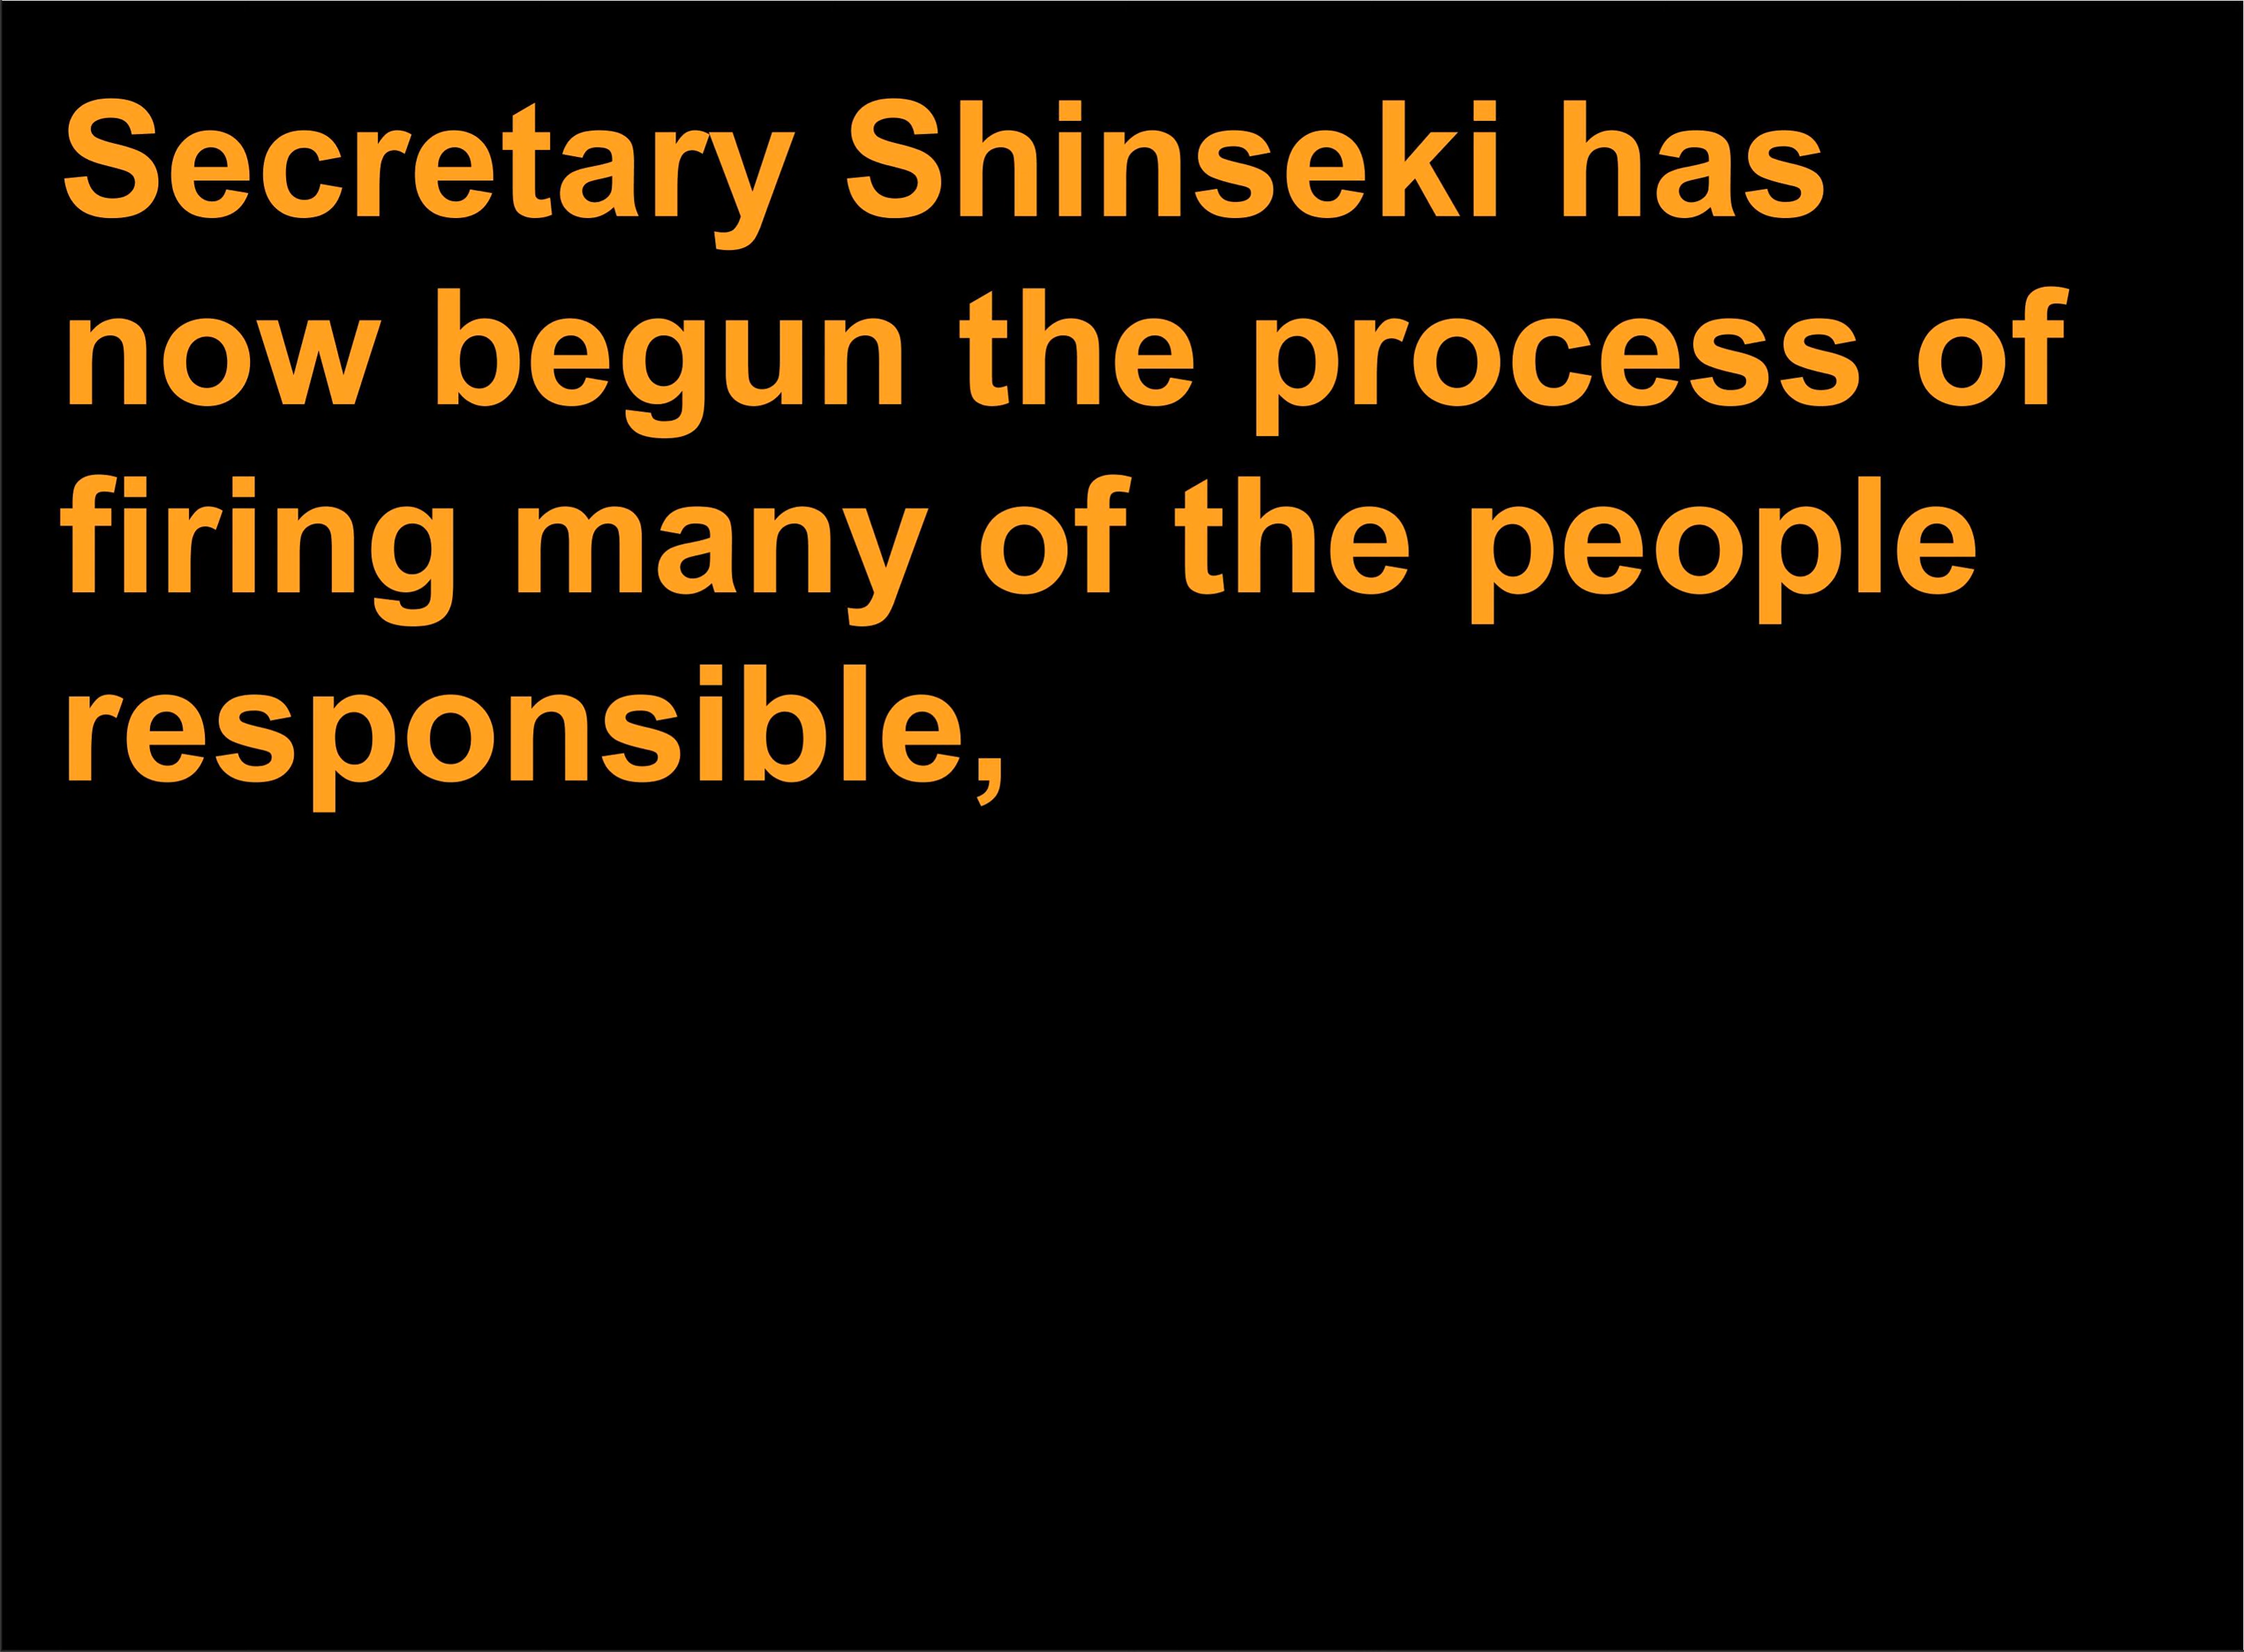 Secretary Shinseki has
now begun the process of
firing many of the people
responsible,